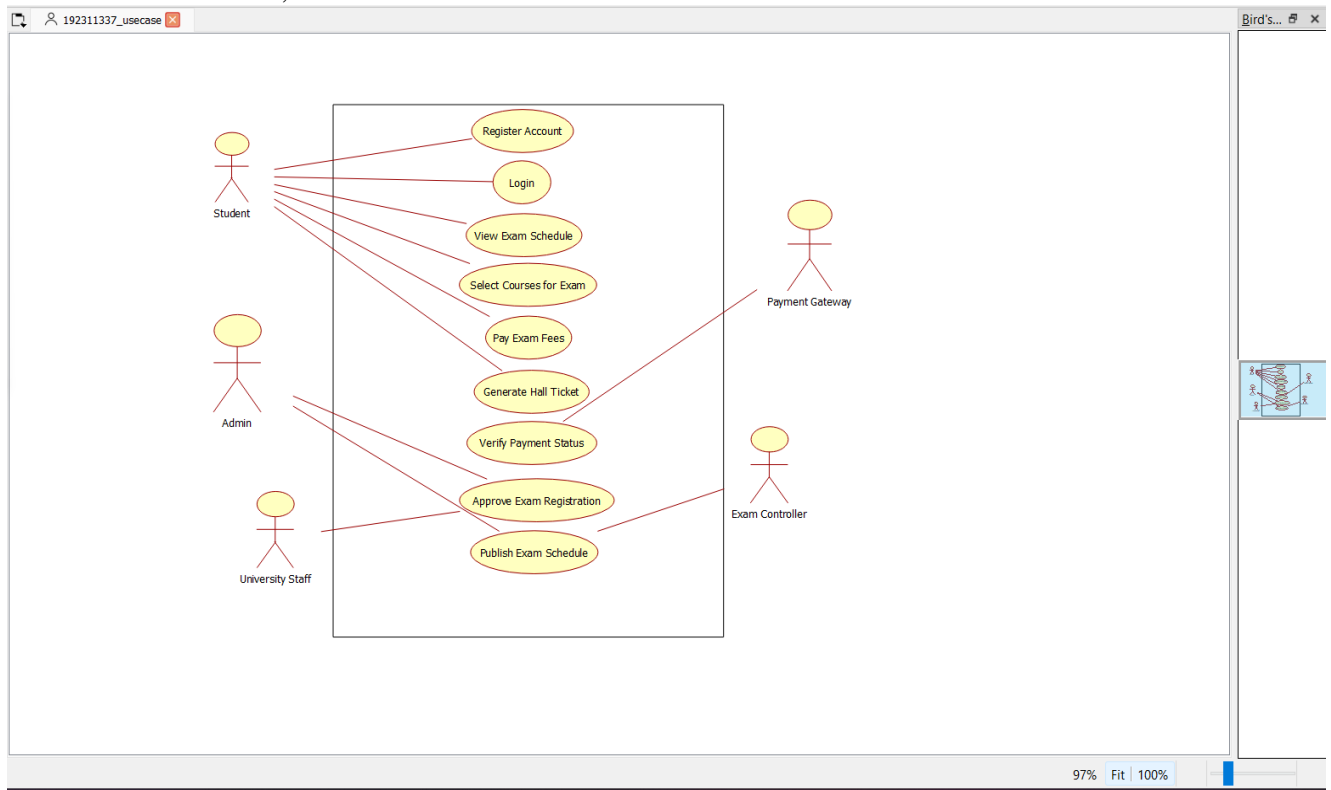 192311337_usecase
Bird's...
Register Account
Login
Student
View Exam Schedule
Select Courses for Exam
Payment Gateway
Pay Exam Fees
Generate Hall Ticket
Admin
Verify Payment Status
Approve Exam Registration
Exam Controller
Publish Exam Schedule
University Staff
97% Fit 100%